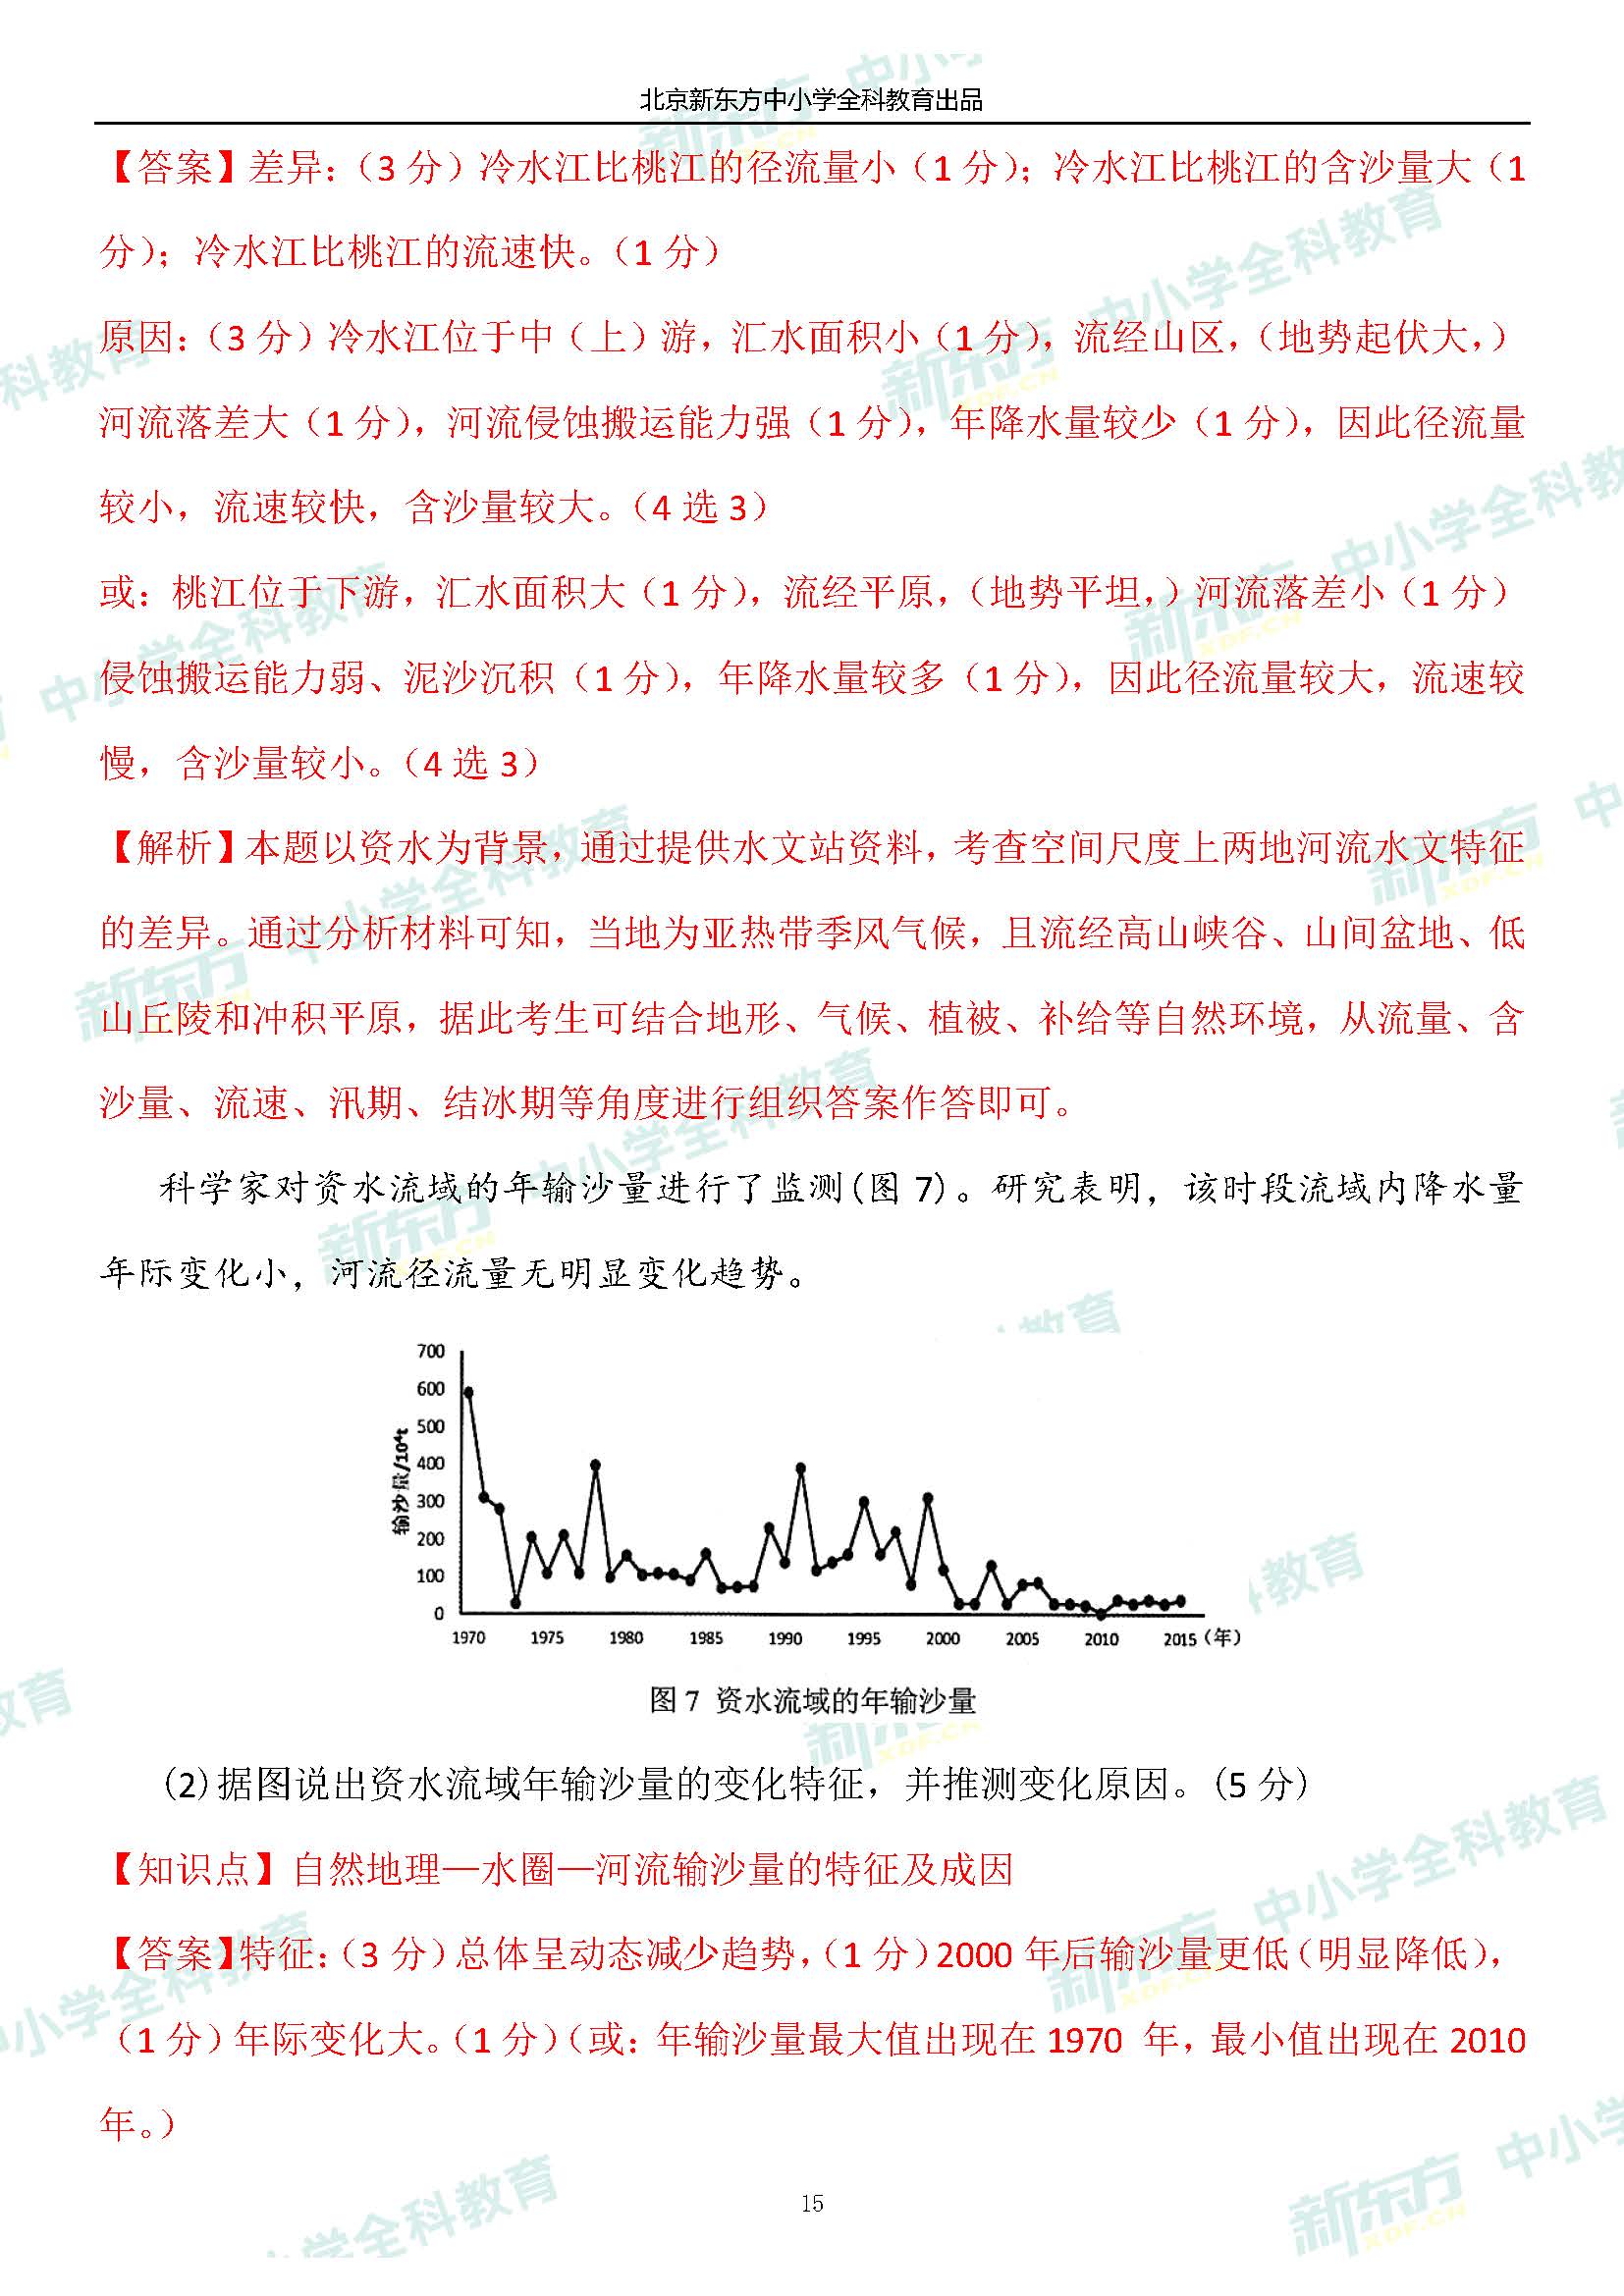 北京新东方中小学全科教育出品
【答案】差异:（3 分）冷水江比桃江的径流量小（1 分）；冷水江比桃江的含沙量大（1
分）；冷水江比桃江的流速快。（1 分）
原因:（3 分）冷水江位于中（上）游，汇水面积小（1 分），流经山区，（地势起伏大，）
河流落差大（1 分），河流侵蚀搬运能力强（1 分），年降水量较少（1 分），因此径流量
较小，流速较快，含沙量较大。（4 选 3）
或：桃江位于下游，汇水面积大（1 分），流经平原，（地势平坦，）河流落差小（1 分）
侵蚀搬运能力弱、泥沙沉积（1 分），年降水量较多（1 分），因此径流量较大，流速较
慢，含沙量较小。（4 选 3）
【解析】本题以资水为背景，通过提供水文站资料，考查空间尺度上两地河流水文特征
的差异。通过分析材料可知，当地为亚热带季风气候，且流经高山峡谷、山间盆地、低
山丘陵和冲积平原，据此考生可结合地形、气候、植被、补给等自然环境，从流量、含
沙量、流速、汛期、结冰期等角度进行组织答案作答即可。
科学家对资水流域的年输沙量进行了监测(图 7)。研究表明，该时段流域内降水量
年际变化小，河流径流量无明显变化趋势。
输沙量/10⁴t
700
600
500
400
300
200
100
0
1970 1975 1980 1985 1990 1995 2000 2005 2010 2015 (年)
图 7 资水流域的年输沙量
(2)据图说出资水流域年输沙量的变化特征，并推测变化原因。(5 分)
【知识点】自然地理—水圈—河流输沙量的特征及成因
【答案】特征:（3 分）总体呈动态减少趋势，（1 分）2000 年后输沙量更低（明显降低），
（1 分）年际变化大。（1 分）（或：年输沙量最大值出现在 1970 年，最小值出现在 2010
年。）
15
新东方 XDF.CN 中小学全科教育